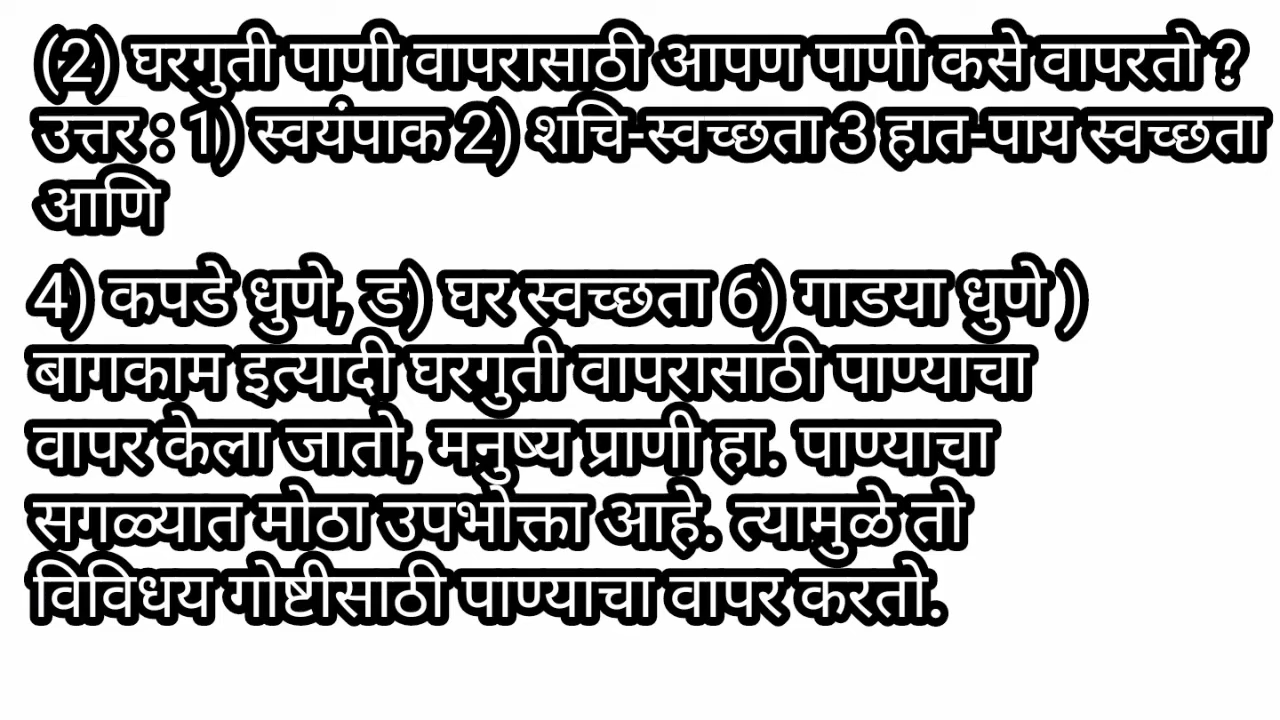 (2) घरगुती पाणी वापरासाठी आपण पाणी कसे वापरतो ?
उत्तर : 1) स्वयंपाक 2) शचि-स्वच्छता 3 हात-पाय स्वच्छता
आणि
4) कपडे धुणे, ड) घर स्वच्छता 6) गाडया धुणे )
बागकाम इत्यादी घरगुती वापरासाठी पाण्याचा
वापर केला जातो, मनुष्य प्राणी हा. पाण्याचा
सगळ्यात मोठा उपभोक्ता आहे. त्यामुळे तो
विविधय गोष्टीसाठी पाण्याचा वापर करतो.